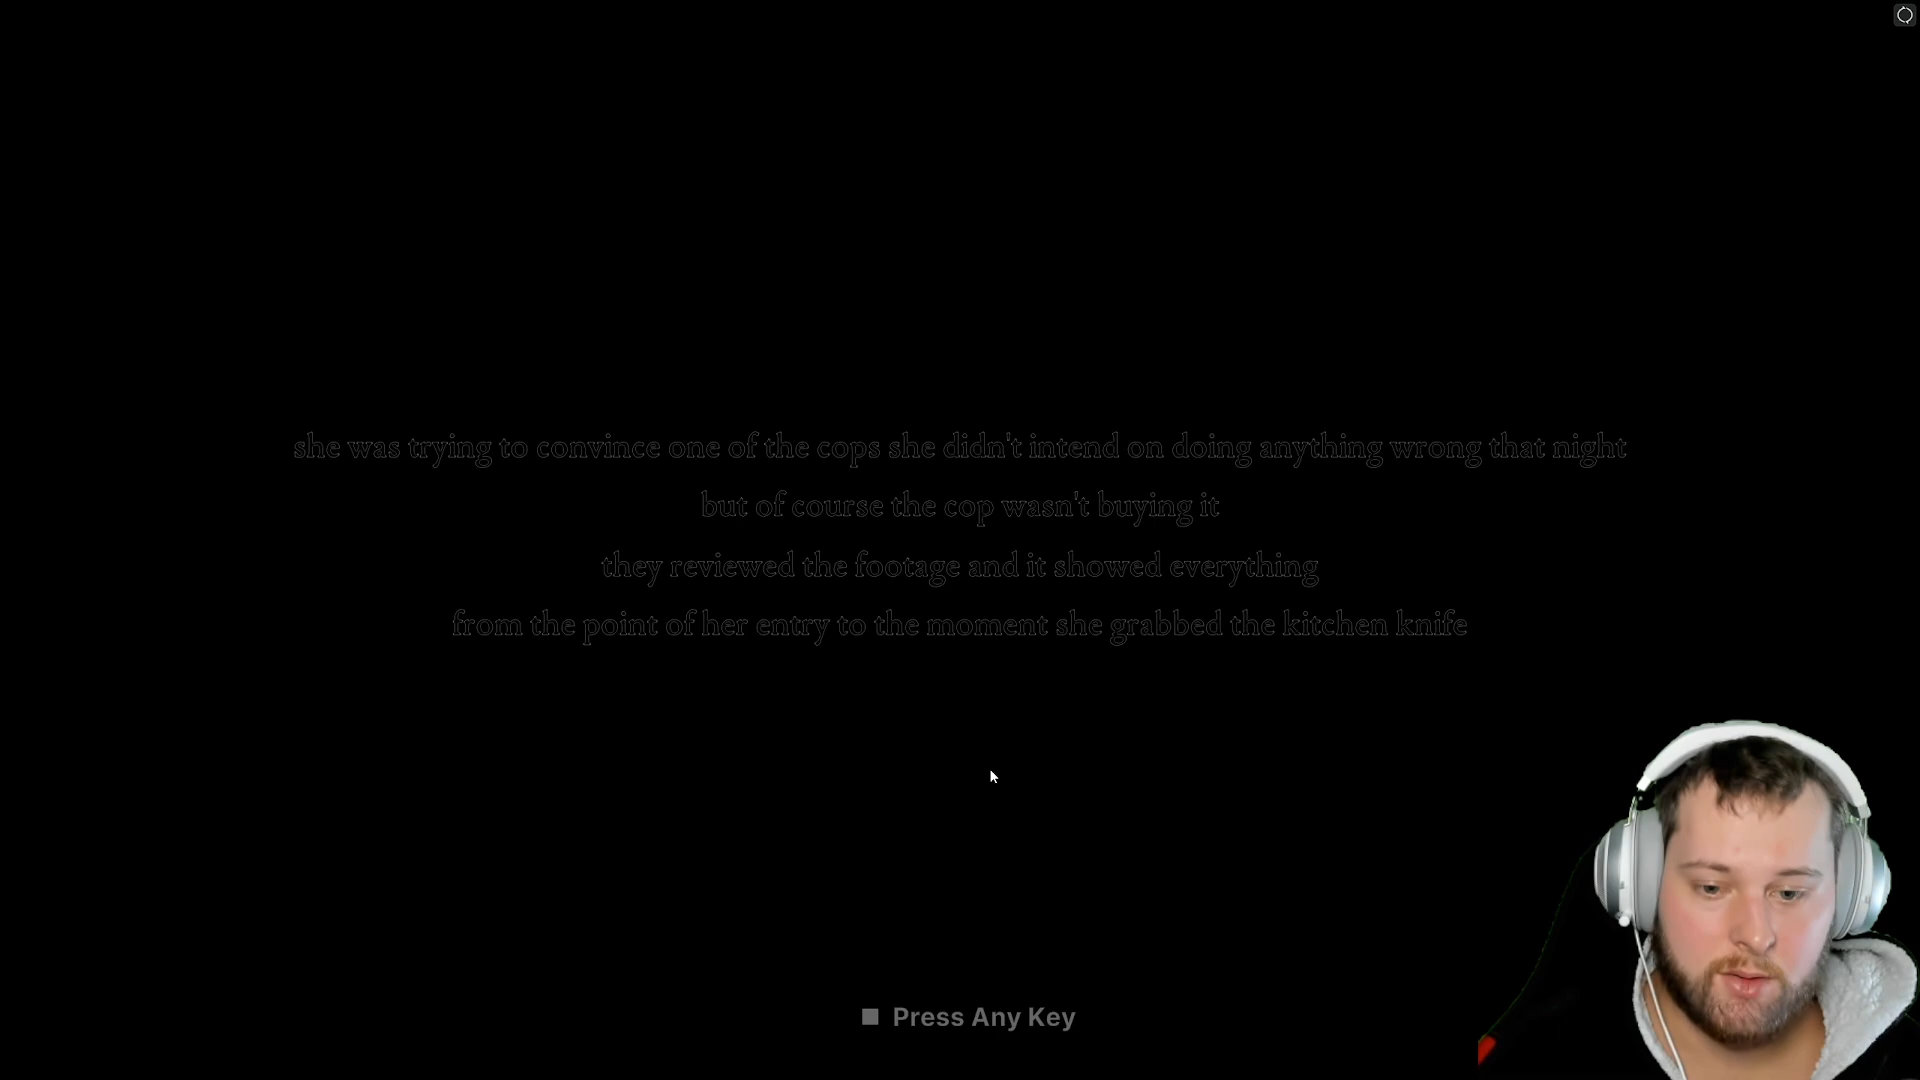 she was trying to convince one of the cops she didn't intend on doing anything wrong that night
but of course the cop wasn't buying it
they reviewed the footage and it showed everything
from the point of her entry to the moment she grabbed the kitchen knife
Press Any Key